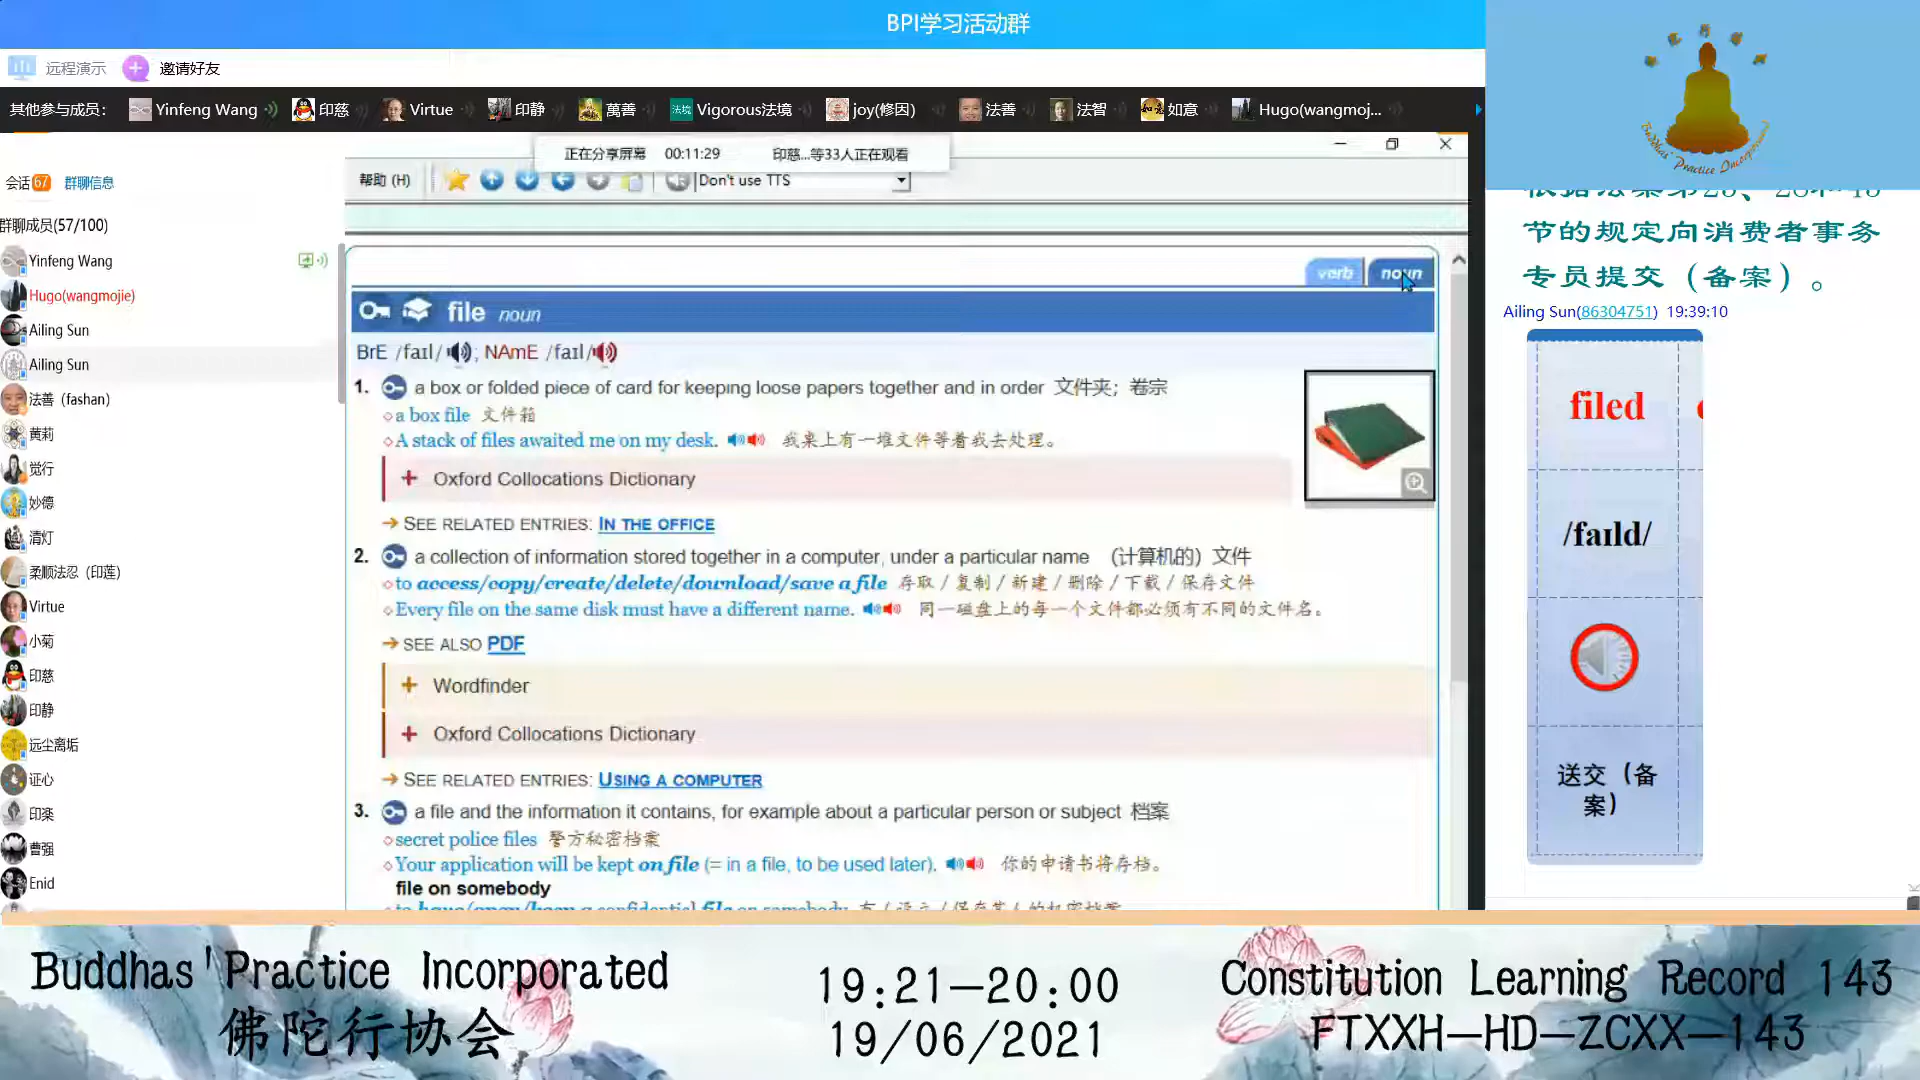 BPI学习活动群
远程演示 邀请好友
其他参与成员: Yinfeng Wang 印慈 Virtue 印静 萬善 Vigorous法境 joy(修因) 法善 法智 如意 Hugo(wangmoj...
正在分享屏幕 00:11:29 印慈...等33人正在观看
帮助 (H) Don't use TTS
会话 67 群聊信息
群聊成员(57/100)
Yinfeng Wang
Hugo(wangmojie)
Ailing Sun
Ailing Sun
法善（fashan）
黄莉
觉行
妙德
清灯
柔顺法忍（印莲）
Virtue
小菊
印慈
印静
远尘离垢
证心
印藥
曹强
Enid
verb noun
file noun
BrE /faɪl/ ; NAmE /faɪl/
1. a box or folded piece of card for keeping loose papers together and in order 文件夹；卷宗
a box file 文件箱
A stack of files awaited me on my desk. 我桌上有一堆文件等着我去处理。
+ Oxford Collocations Dictionary
→ SEE RELATED ENTRIES: IN THE OFFICE
2. a collection of information stored together in a computer, under a particular name （计算机的）文件
to access/copy/create/delete/download/save a file 存取 / 复制 / 新建 / 删除 / 下载 / 保存文件
Every file on the same disk must have a different name. 同一磁盘上的每一个文件都必须有不同的文件名。
→ SEE ALSO PDF
+ Wordfinder
+ Oxford Collocations Dictionary
→ SEE RELATED ENTRIES: USING A COMPUTER
3. a file and the information it contains, for example about a particular person or subject 档案
secret police files 警方秘密档案
Your application will be kept on file (= in a file, to be used later). 你的申请书将存档。
file on somebody
to have/open/keep a confidential file on somebody
Buddhas' Practice Incorporated
节的规定向消费者事务
专员提交（备案）。
Ailing Sun(86304751) 19:39:10
filed
/faɪld/
送交（备
案）
Buddhas' Practice Incorporated
佛陀行协会
19:21—20:00
19/06/2021
Constitution Learning Record 143
FTXXH—HD—ZCXX—143